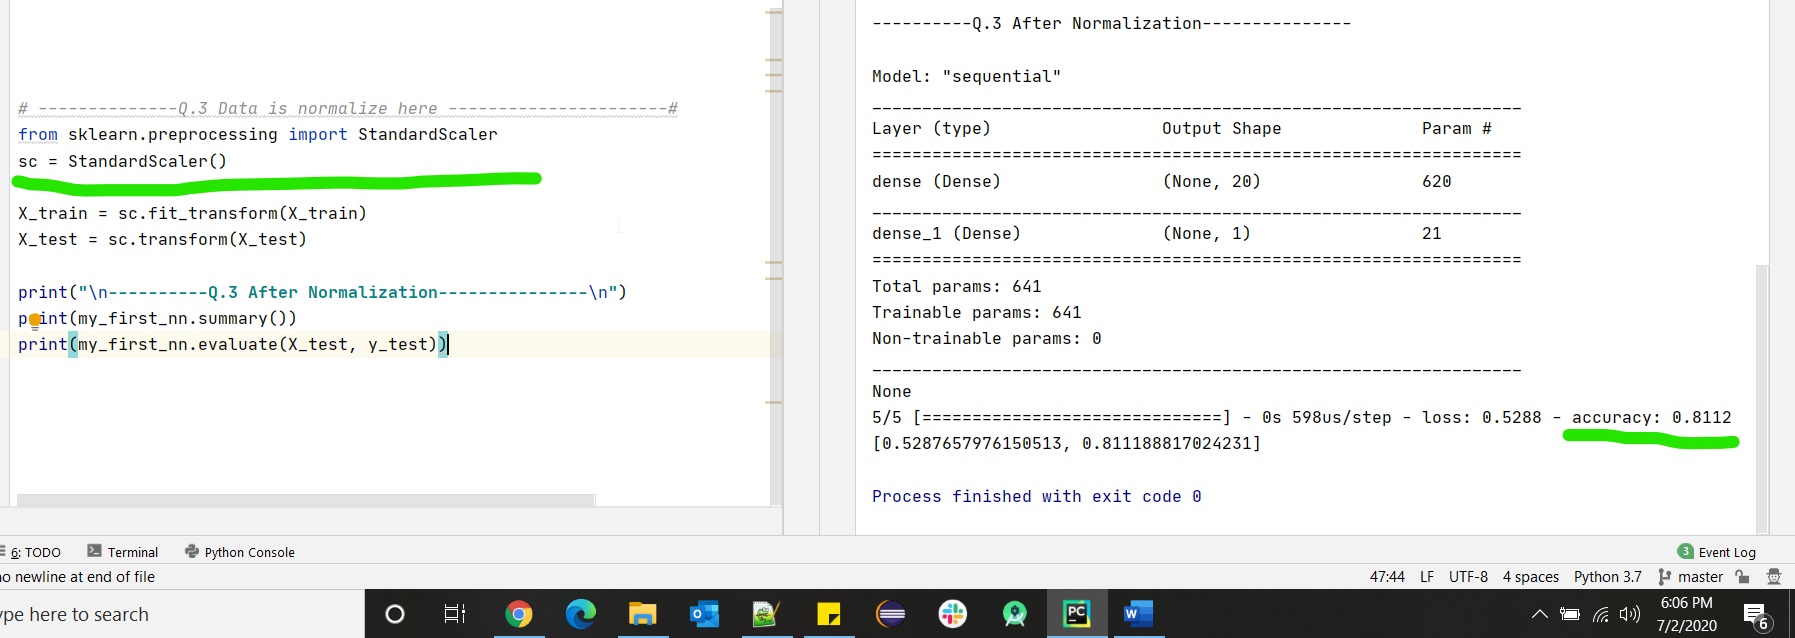 # --------------Q.3 Data is normalize here ----------------------#
from sklearn.preprocessing import StandardScaler
sc = StandardScaler()
X_train = sc.fit_transform(X_train)
X_test = sc.transform(X_test)
print("\n----------Q.3 After Normalization---------------\n")
print(my_first_nn.summary())
print(my_first_nn.evaluate(X_test, y_test))
----------Q.3 After Normalization---------------
Model: "sequential"
_________________________________________________________________
Layer (type) Output Shape Param #
=================================================================
dense (Dense) (None, 20) 620
_________________________________________________________________
dense_1 (Dense) (None, 1) 21
=================================================================
Total params: 641
Trainable params: 641
Non-trainable params: 0
_________________________________________________________________
None
5/5 [==============================] - 0s 598us/step - loss: 0.5288 - accuracy: 0.8112
[0.5287657976150513, 0.811188817024231]
Process finished with exit code 0
6: TODO Terminal Python Console 3 Event Log
no newline at end of file 47:44 LF UTF-8 4 spaces Python 3.7 master
ype here to search
PC W
6:06 PM
7/2/2020
6